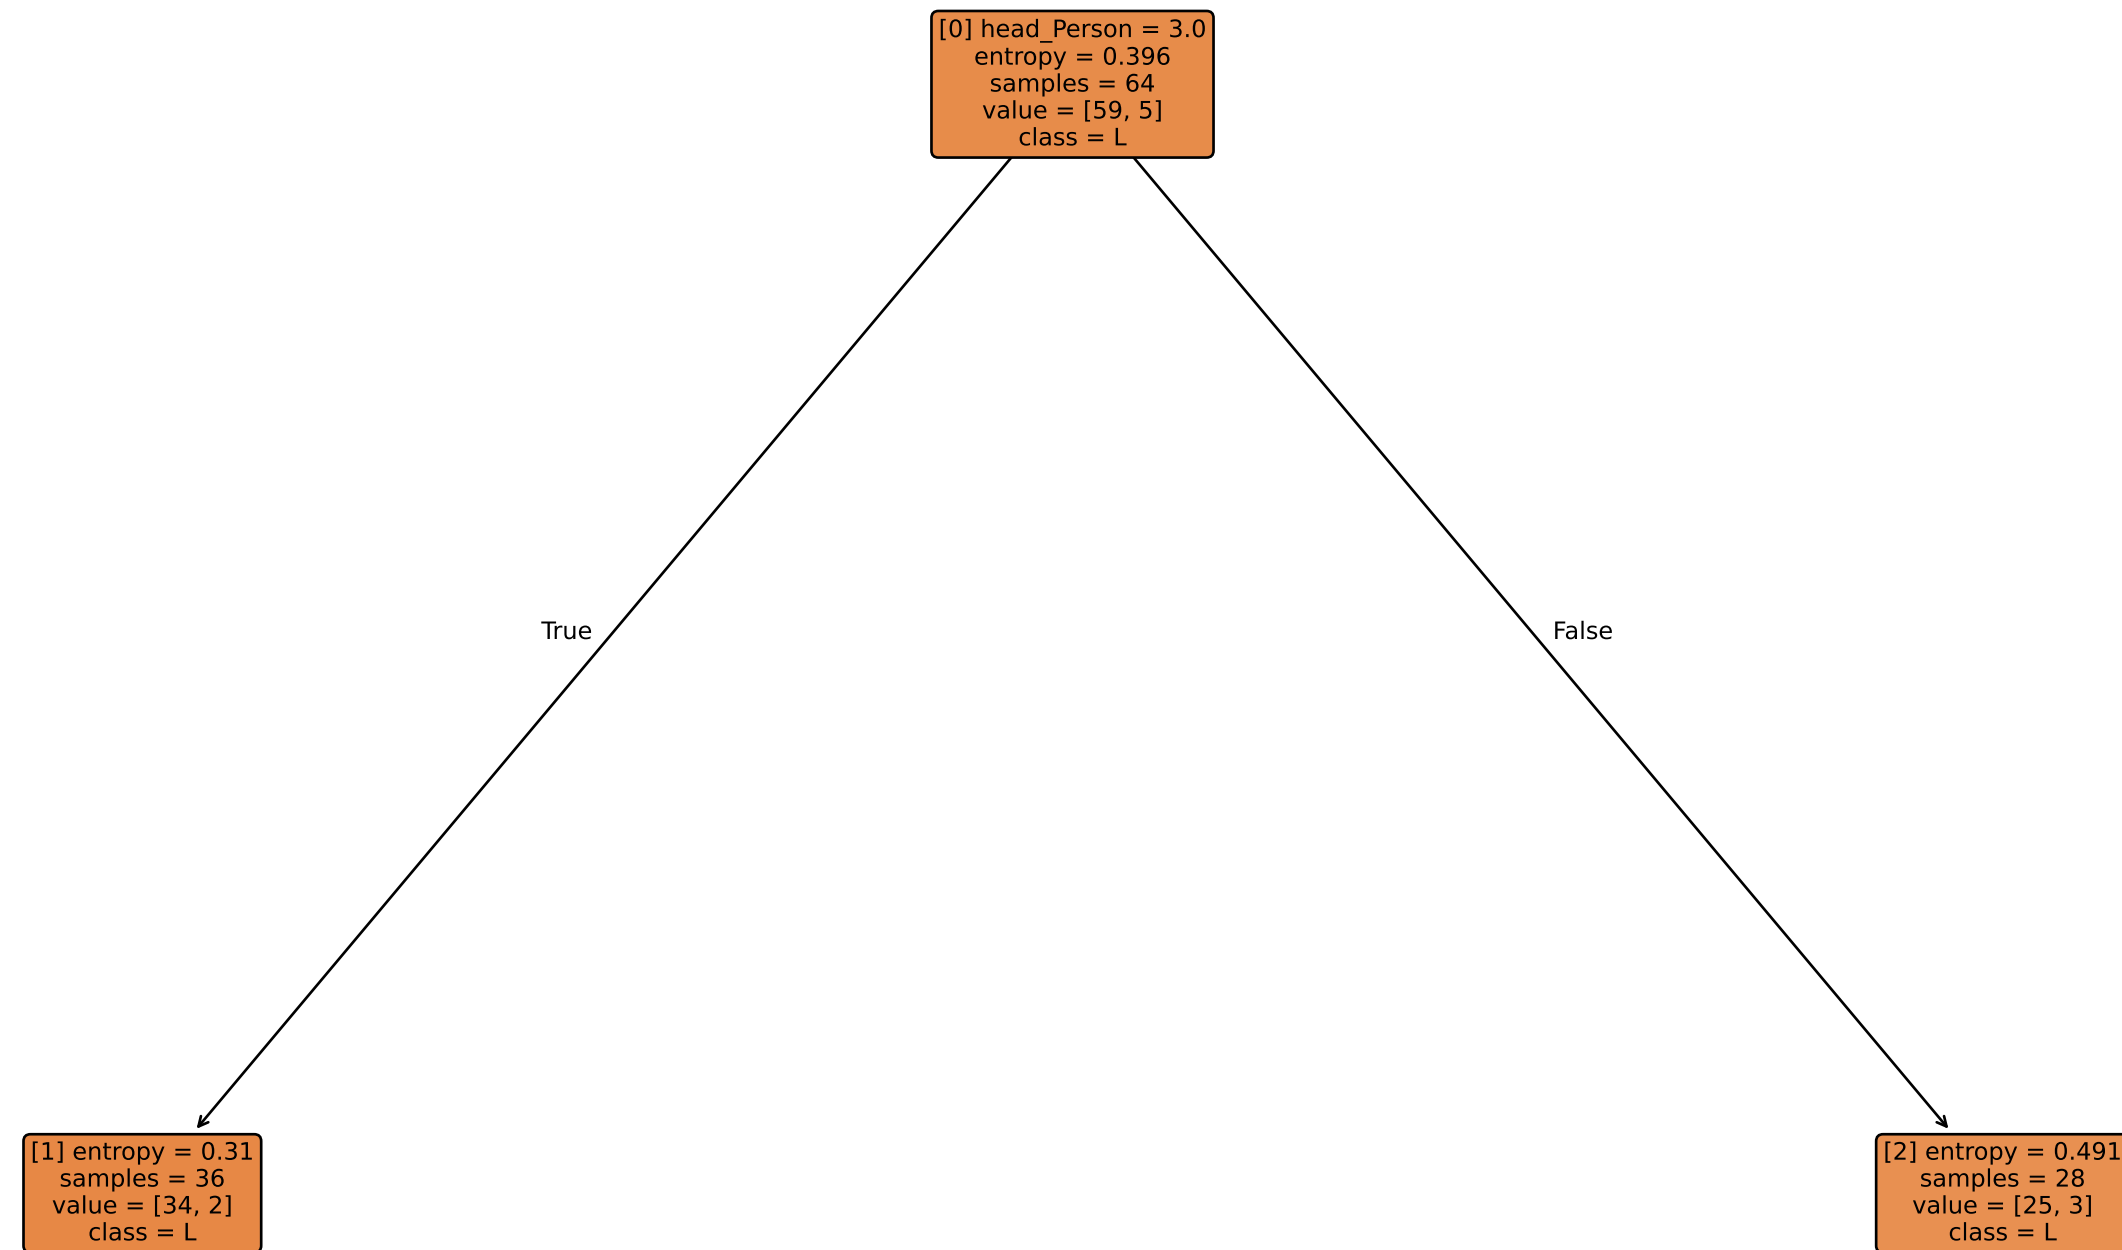 [0] head_Person = 3.0
entropy = 0.396
samples = 64
value = [59, 5]
class = L
True
False
[1] entropy = 0.31
samples = 36
value = [34, 2]
class = L
[2] entropy = 0.491
samples = 28
value = [25, 3]
class = L